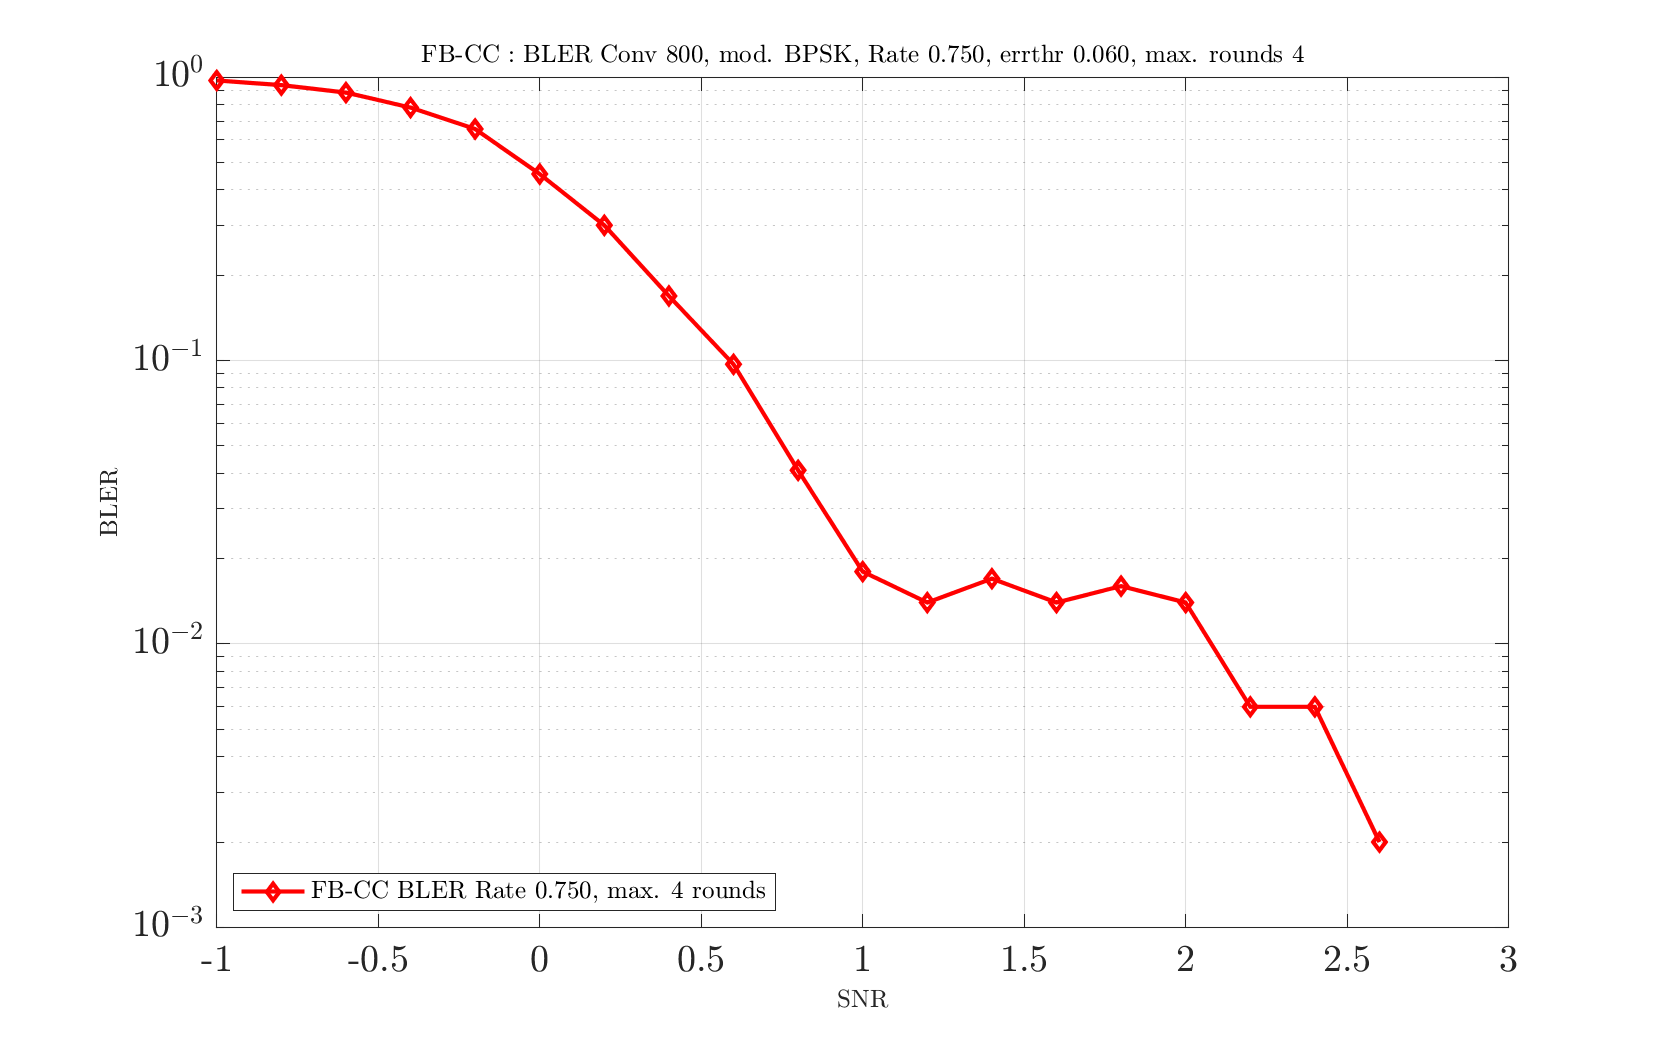 FB-CC : BLER Conv 800, mod. BPSK, Rate 0.750, errthr 0.060, max. rounds 4
10^0
10^-1
10^-2
10^-3
BLER
FB-CC BLER Rate 0.750, max. 4 rounds
-1 -0.5 0 0.5 1 1.5 2 2.5 3
SNR